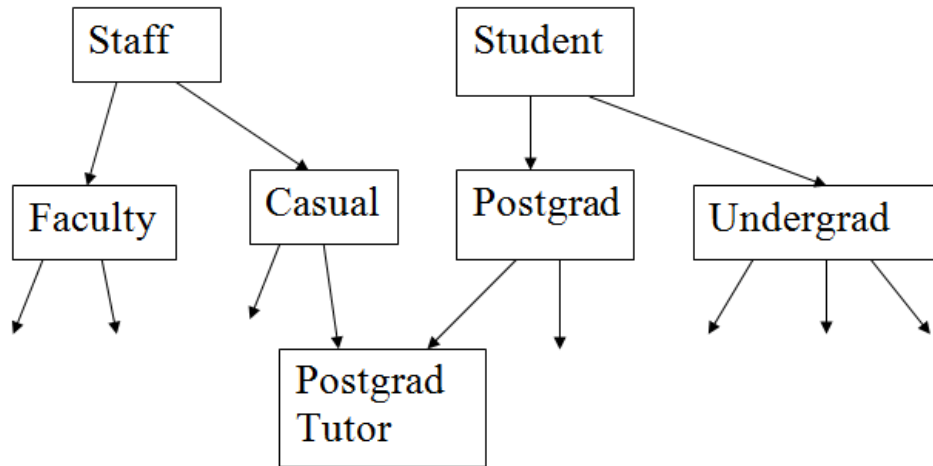 Staff
Student
Faculty
Casual
Postgrad
Undergrad
Postgrad
Tutor